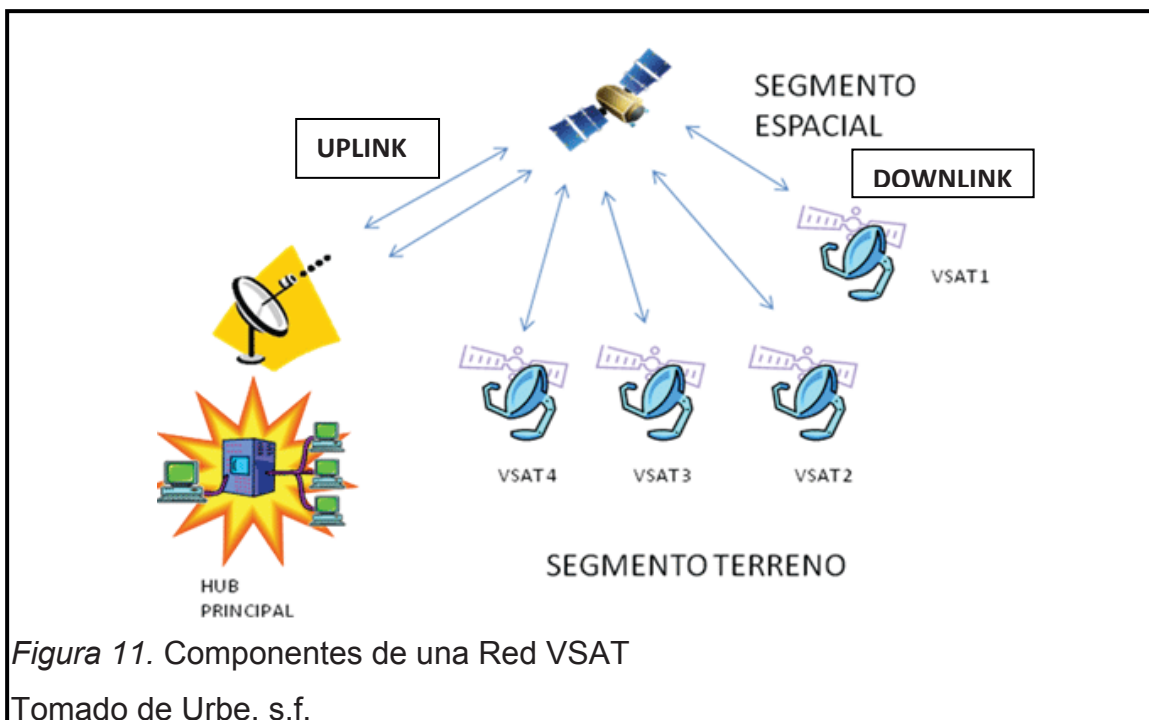 SEGMENTO
ESPACIAL
UPLINK
DOWNLINK
VSAT1
VSAT4
VSAT3
VSAT2
SEGMENTO TERRENO
HUB
PRINCIPAL
Figura 11. Componentes de una Red VSAT
Tomado de Urbe, s.f.